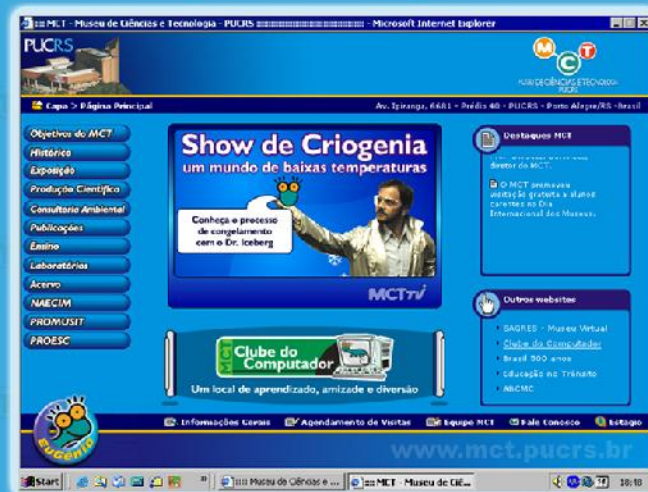 MCT - Museu de Ciências e Tecnologia - PUCRS - Microsoft Internet Explorer
PUCRS
MCT
MUSEU DE CIÊNCIAS E TECNOLOGIA
PUCRS
Capa > Página Principal
Av. Ipiranga, 6681 - Prédio 40 - PUCRS - Porto Alegre/RS - Brasil
Objetivos do MCT
Histórico
Exposição
Produção Científica
Consultoria Ambiental
Publicações
Ensino
Laboratórios
Acervo
NAECIM
PROMUSIT
PROESC
Show de Criogenia
um mundo de baixas temperaturas
Conheça o processo
de congelamento
com o Dr. Iceberg
MCTTV
MCT
Clube do
Computador
Um local de aprendizado, amizade e diversão
Destaques MCT
diretor do MCT.
O MCT promoveu
visitação gratuita a alunos
carentes no Dia
Internacional dos Museus.
Outros websites
SAGRES - Museu Virtual
Clube do Computador
Brasil 500 anos
Educação no Trânsito
ABCMC
EUGÊNIO
Informações Gerais
Agendamento de Visitas
Equipe MCT
Fale Conosco
Estágio
www.mct.pucrs.br
Start
Museu de Ciências e ...
MCT - Museu de Ciê...
18:18